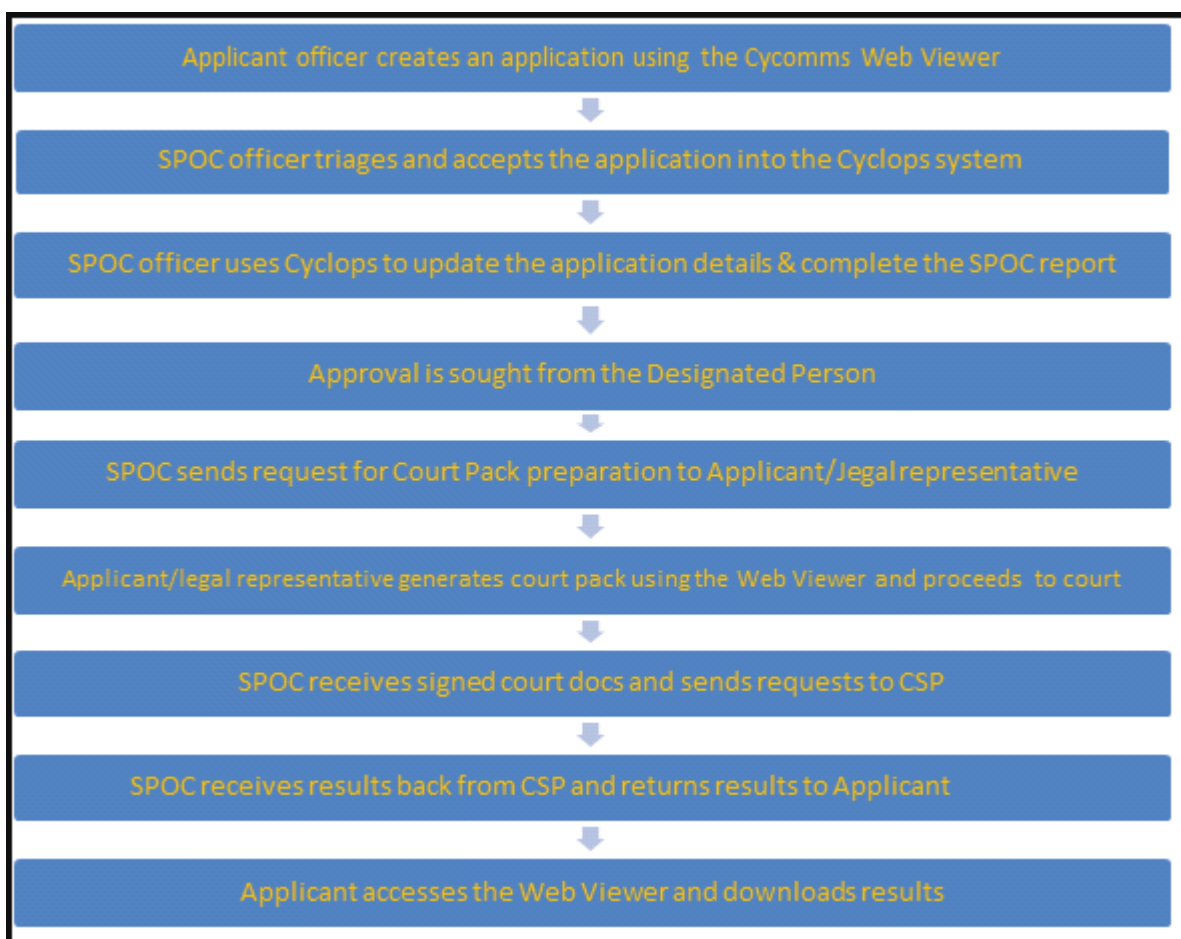 Applicant officer creates an application using the Cycomms Web Viewer
SPOC officer triages and accepts the application into the Cyclops system
SPOC officer uses Cyclops to update the application details & complete the SPOC report
Approval is sought from the Designated Person
SPOC sends request for Court Pack preparation to Applicant/Jegal representative
Applicant/legal representative generates court pack using the Web Viewer and proceeds to court
SPOC receives signed court docs and sends requests to CSP
SPOC receives results back from CSP and returns results to Applicant
Applicant accesses the Web Viewer and downloads results